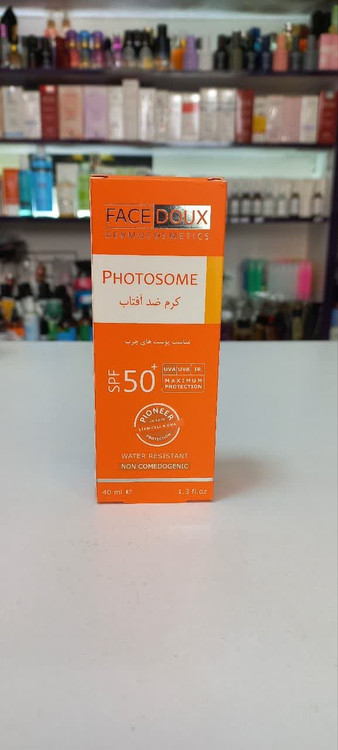 FACE DOUX
DERMOCOSMETICS
PHOTOSOME
کرم ضد آفتاب
مناسب پوست های چرب
SPF 50+
UVA UVB IR
MAXIMUM
PROTECTION
PIONEER
PROTECTION
WATER RESISTANT
NON COMEDOGENIC
40 ml ℮ 1.3 fl.oz